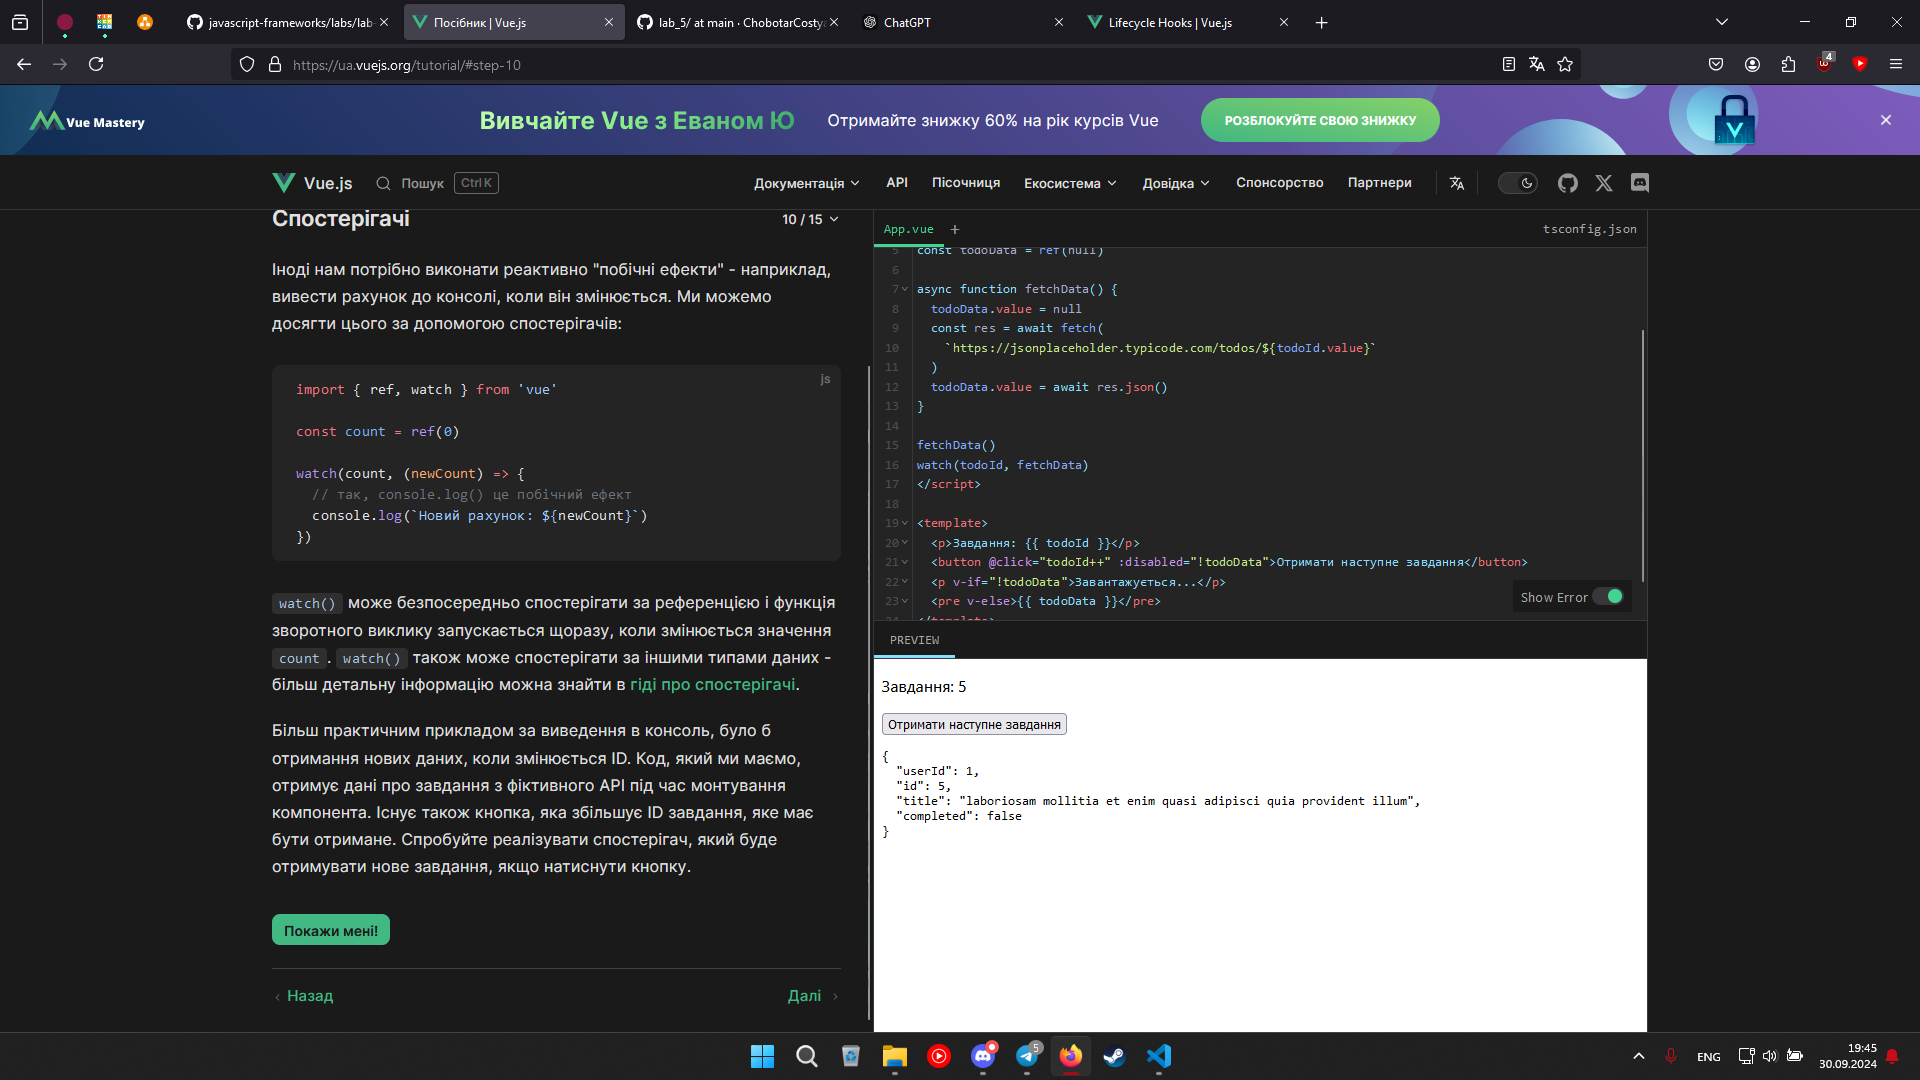 javascript-frameworks/labs/lab-
Посібник | Vue.js
lab_5/ at main · ChobotarCostya
ChatGPT
Lifecycle Hooks | Vue.js
https://ua.vuejs.org/tutorial/#step-10
4
Vue Mastery
Вивчайте Vue з Еваном Ю
Отримайте знижку 60% на рік курсів Vue
РОЗБЛОКУЙТЕ СВОЮ ЗНИЖКУ
Vue.js
Пошук
Ctrl K
Документація
API
Пісочниця
Екосистема
Довідка
Спонсорство
Партнери
Спостерігачі
10 / 15
Іноді нам потрібно виконати реактивно "побічні ефекти" - наприклад,
вивести рахунок до консолі, коли він змінюється. Ми можемо
досягти цього за допомогою спостерігачів:
js
import { ref, watch } from 'vue'
const count = ref(0)
watch(count, (newCount) => {
// так, console.log() це побічний ефект
console.log(`Новий рахунок: ${newCount}`)
})
watch() може безпосередньо спостерігати за референцією і функція
зворотного виклику запускається щоразу, коли змінюється значення
count. watch() також може спостерігати за іншими типами даних -
більш детальну інформацію можна знайти в гіді про спостерігачі.
Більш практичним прикладом за виведення в консоль, було б
отримання нових даних, коли змінюється ID. Код, який ми маємо,
отримує дані про завдання з фіктивного API під час монтування
компонента. Існує також кнопка, яка збільшує ID завдання, яке має
бути отримане. Спробуйте реалізувати спостерігач, який буде
отримувати нове завдання, якщо натиснути кнопку.
Покажи мені!
Назад
Далі
App.vue
+
tsconfig.json
5 const todoData = ref(null)
6
7 async function fetchData() {
8 todoData.value = null
9 const res = await fetch(
10 `https://jsonplaceholder.typicode.com/todos/${todoId.value}`
11 )
12 todoData.value = await res.json()
13 }
14
15 fetchData()
16 watch(todoId, fetchData)
17 </script>
18
19 <template>
20 <p>Завдання: {{ todoId }}</p>
21 <button @click="todoId++" :disabled="!todoData">Отримати наступне завдання</button>
22 <p v-if="!todoData">Завантажується...</p>
23 <pre v-else>{{ todoData }}</pre>
24 </template>
Show Error
PREVIEW
Завдання: 5
Отримати наступне завдання
{
"userId": 1,
"id": 5,
"title": "laboriosam mollitia et enim quasi adipisci quia provident illum",
"completed": false
}
5
ENG
19:45
30.09.2024